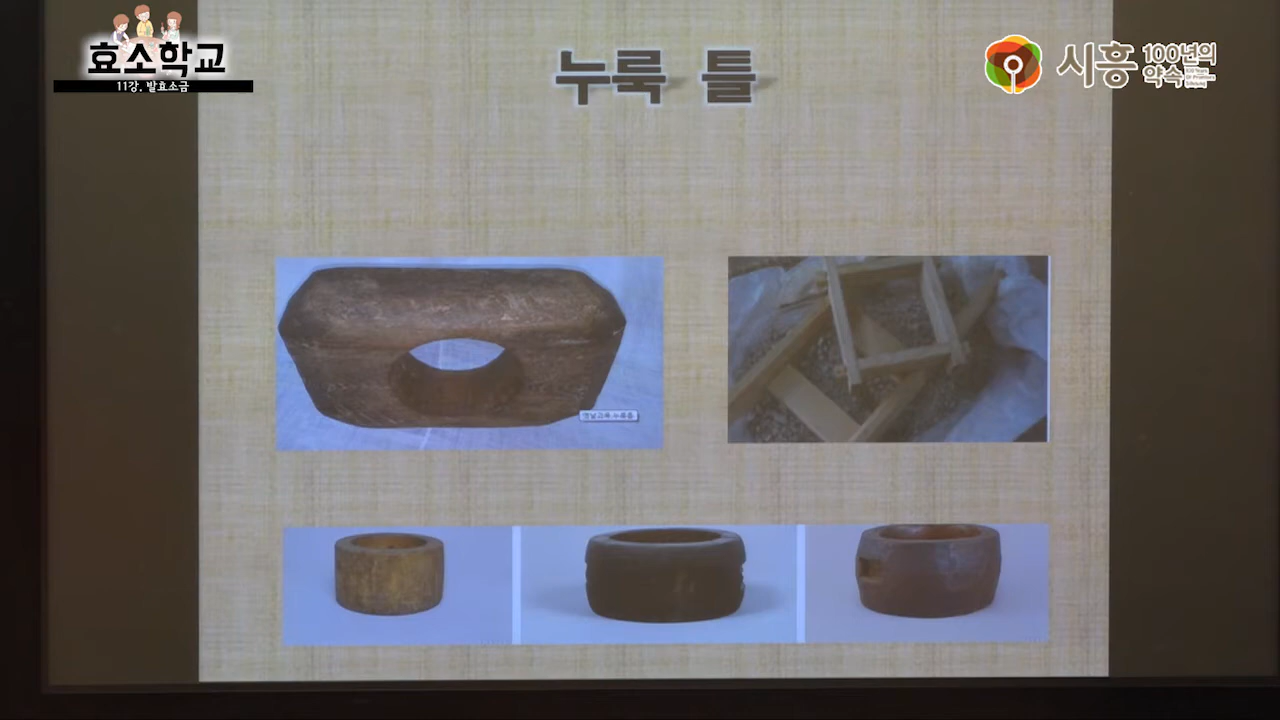 효소학교
11강. 발효소금
누룩 틀
시흥
100년의
약속